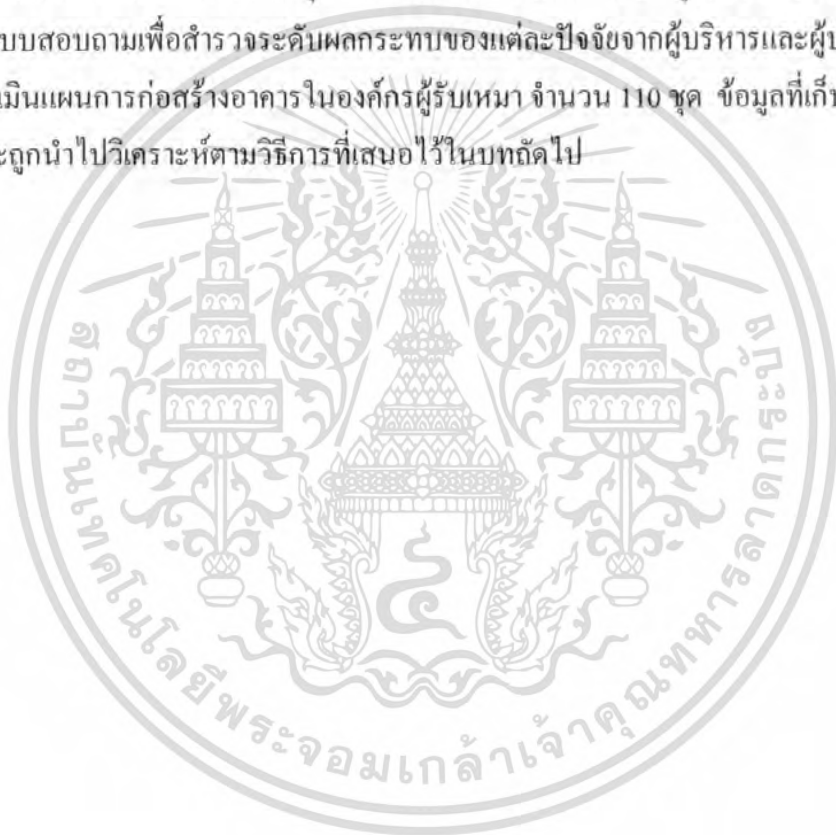 บบสอบถามเพื่อสำรวจระดับผลกระทบของแต่ละปัจจัยจากผู้บริหารและผู้ป
มินแผนการก่อสร้างอาคารในองค์กรผู้รับเหมา จำนวน 110 ชุด ข้อมูลที่เก็บ
ะถูกนำไปวิเคราะห์ตามวิธีการที่เสนอไว้ในบทถัดไป
สถาบันเทคโนโลยีพระจอมเกล้าเจ้าคุณทหารลาดกระบัง